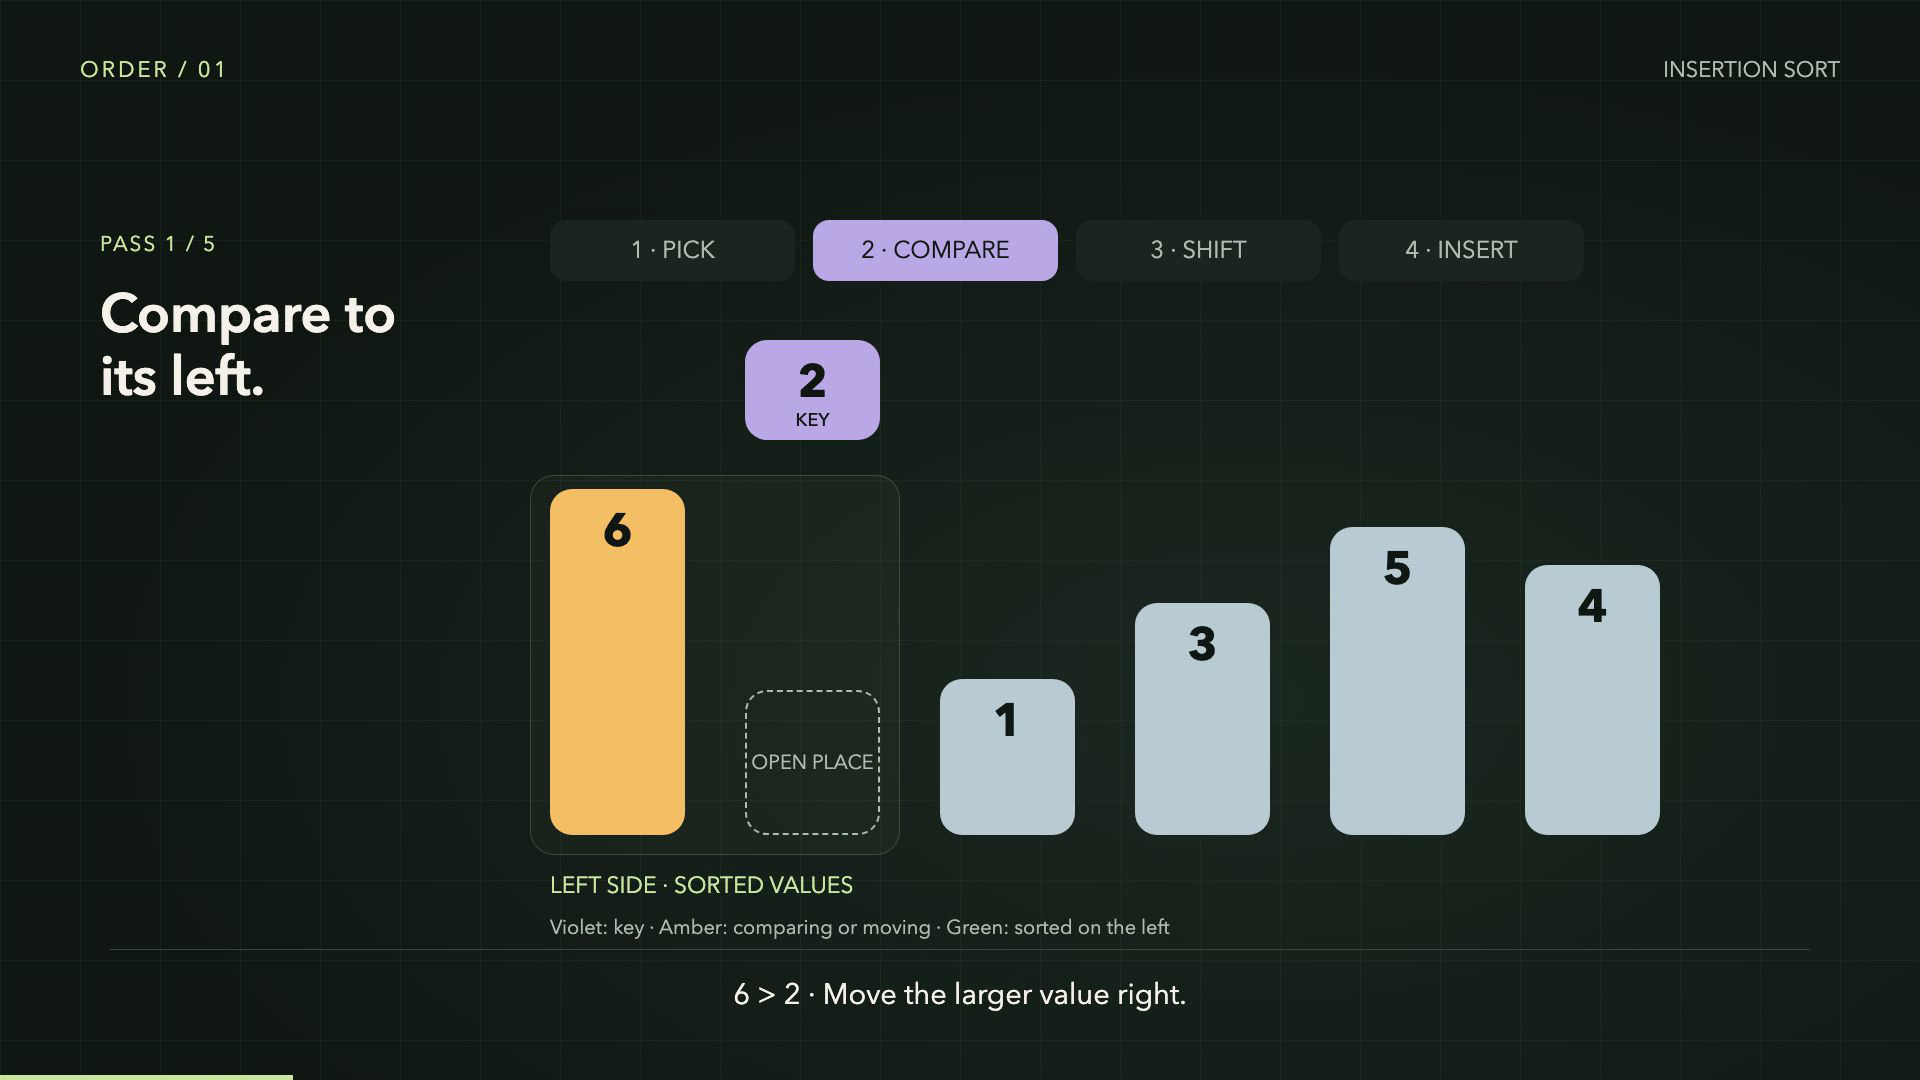 ORDER / 01
INSERTION SORT
PASS 1 / 5
Compare to
its left.
1 · PICK
2 · COMPARE
3 · SHIFT
4 · INSERT
2
KEY
6
OPEN PLACE
1
3
5
4
LEFT SIDE · SORTED VALUES
Violet: key · Amber: comparing or moving · Green: sorted on the left
6 > 2 · Move the larger value right.